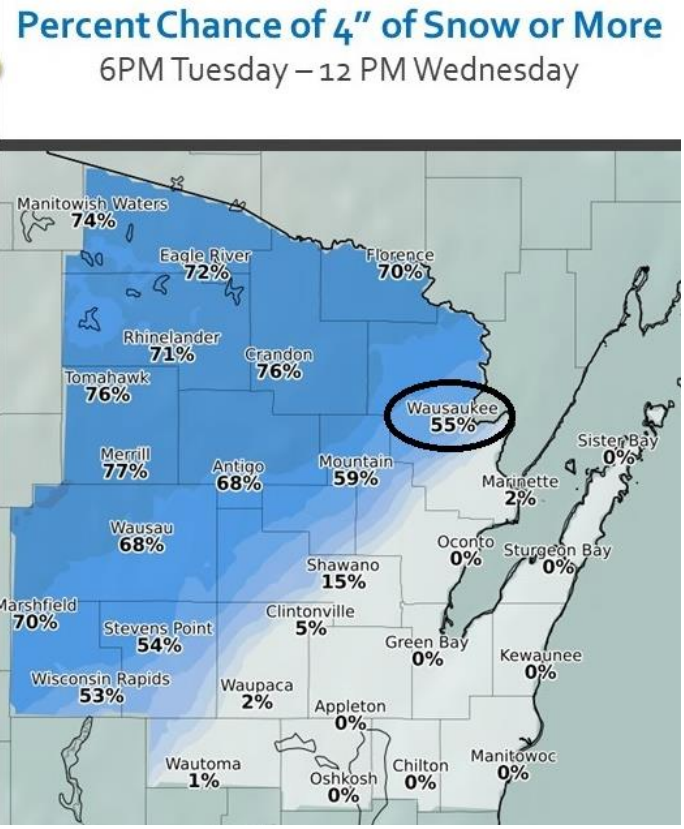 Percent Chance of 4" of Snow or More
6PM Tuesday – 12 PM Wednesday
Manitowish Waters
74%
Eagle River
72%
Florence
70%
Rhinelander
71%
Crandon
76%
Tomahawk
76%
Wausaukee
55%
Merrill
77%
Antigo
68%
Mountain
59%
Sister Bay
0%
Marinette
2%
Wausau
68%
Oconto
0%
Sturgeon Bay
0%
Shawano
15%
Marshfield
70%
Clintonville
5%
Stevens Point
54%
Green Bay
0%
Kewaunee
0%
Wisconsin Rapids
53%
Waupaca
2%
Appleton
0%
Wautoma
1%
Oshkosh
0%
Chilton
0%
Manitowoc
0%